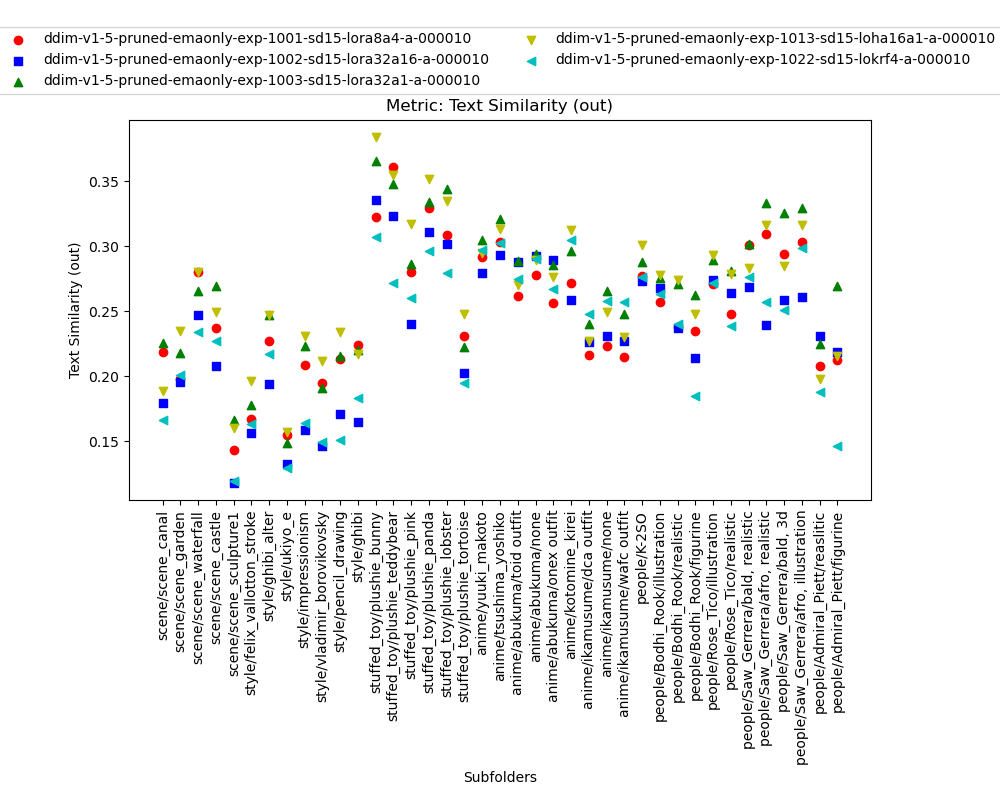 ddim-v1-5-pruned-emaonly-exp-1001-sd15-lora8a4-a-000010
ddim-v1-5-pruned-emaonly-exp-1002-sd15-lora32a16-a-000010
ddim-v1-5-pruned-emaonly-exp-1003-sd15-lora32a1-a-000010
ddim-v1-5-pruned-emaonly-exp-1013-sd15-loha16a1-a-000010
ddim-v1-5-pruned-emaonly-exp-1022-sd15-lokrf4-a-000010
Metric: Text Similarity (out)
Text Similarity (out)
0.35
0.30
0.25
0.20
0.15
scene/scene_canal
scene/scene_garden
scene/scene_waterfall
scene/scene_castle
scene/scene_sculpture1
style/felix_vallotton_stroke
style/ghibi_alter
style/ukiyo_e
style/impressionism
style/vladimir_borovikovsky
style/pencil_drawing
style/ghibi
stuffed_toy/plushie_bunny
stuffed_toy/plushie_teddybear
stuffed_toy/plushie_pink
stuffed_toy/plushie_panda
stuffed_toy/plushie_lobster
stuffed_toy/plushie_tortoise
anime/yuuki_makoto
anime/tsushima_yoshiko
anime/abukuma/toid outfit
anime/abukuma/none
anime/abukuma/onex outfit
anime/kotomine_kirei
anime/ikamusume/dca outfit
anime/ikamusume/none
anime/ikamusume/wafc outfit
people/K-2SO
people/Bodhi_Rook/illustration
people/Bodhi_Rook/realistic
people/Bodhi_Rook/figurine
people/Rose_Tico/illustration
people/Rose_Tico/realistic
people/Saw_Gerrera/bald, realistic
people/Saw_Gerrera/afro, realistic
people/Saw_Gerrera/bald, 3d
people/Saw_Gerrera/afro, illustration
people/Admiral_Piett/reaslitic
people/Admiral_Piett/figurine
Subfolders